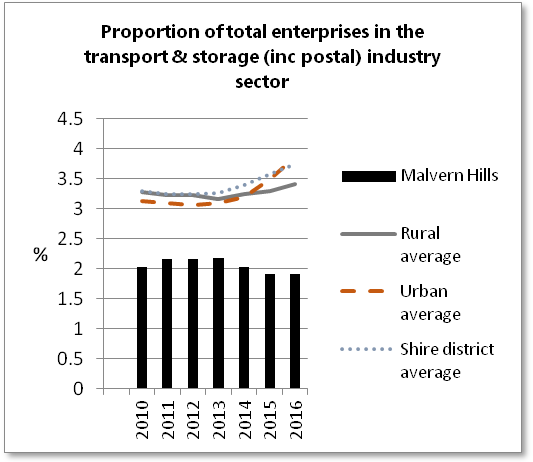 Proportion of total enterprises in the
transport & storage (inc postal) industry
sector
4.5
4
3.5
3
2.5
2
1.5
1
0.5
0
%
2010
2011
2012
2013
2014
2015
2016
Malvern Hills
Rural
average
Urban
average
Shire district
average